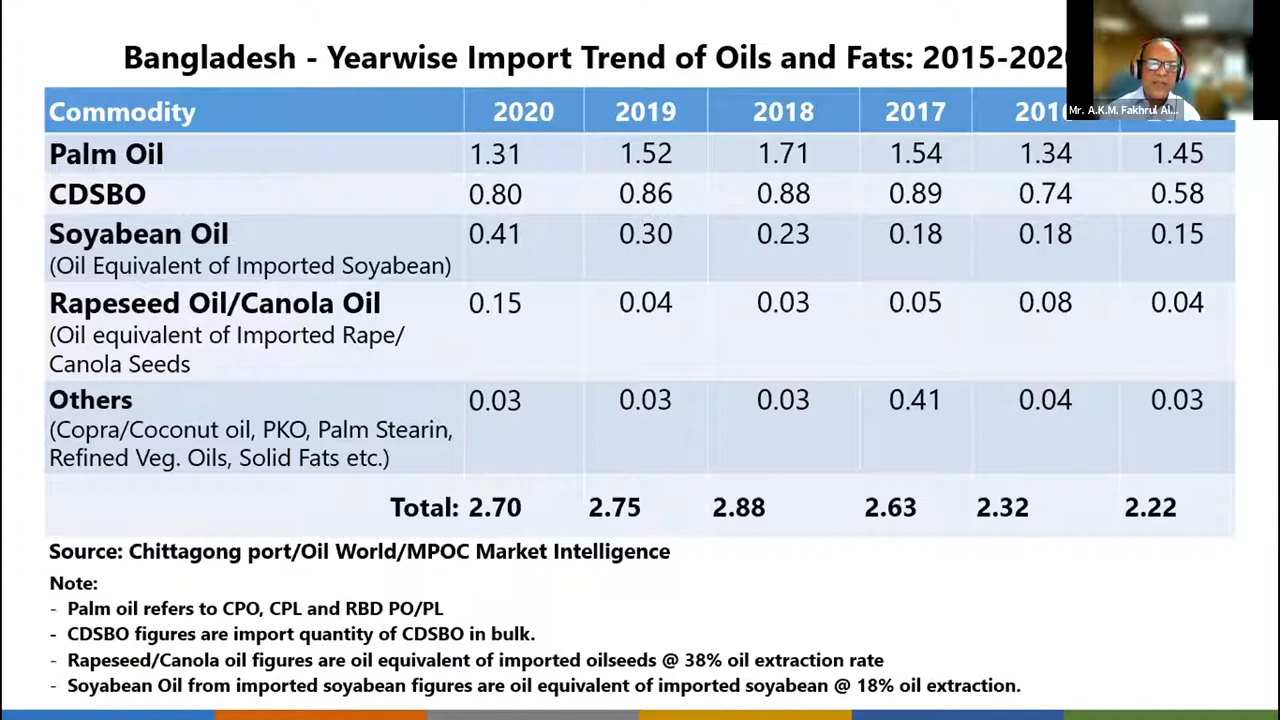 Bangladesh - Yearwise Import Trend of Oils and Fats:
Mr. A.K.M. Fakhrul Al...
Commodity 2020 2019 2018 2017
Palm Oil 1.31 1.52 1.71 1.54 1.34 1.45
CDSBO 0.80 0.86 0.88 0.89 0.74 0.58
Soyabean Oil 0.41 0.30 0.23 0.18 0.18 0.15
(Oil Equivalent of Imported Soyabean)
Rapeseed Oil/Canola Oil 0.15 0.04 0.03 0.05 0.08 0.04
(Oil equivalent of Imported Rape/
Canola Seeds
Others 0.03 0.03 0.03 0.41 0.04 0.03
(Copra/Coconut oil, PKO, Palm Stearin,
Refined Veg. Oils, Solid Fats etc.)
Total: 2.70 2.75 2.88 2.63 2.32 2.22
Source: Chittagong port/Oil World/MPOC Market Intelligence
Note:
- Palm oil refers to CPO, CPL and RBD PO/PL
- CDSBO figures are import quantity of CDSBO in bulk.
- Rapeseed/Canola oil figures are oil equivalent of imported oilseeds @ 38% oil extraction rate
- Soyabean Oil from imported soyabean figures are oil equivalent of imported soyabean @ 18% oil extraction.